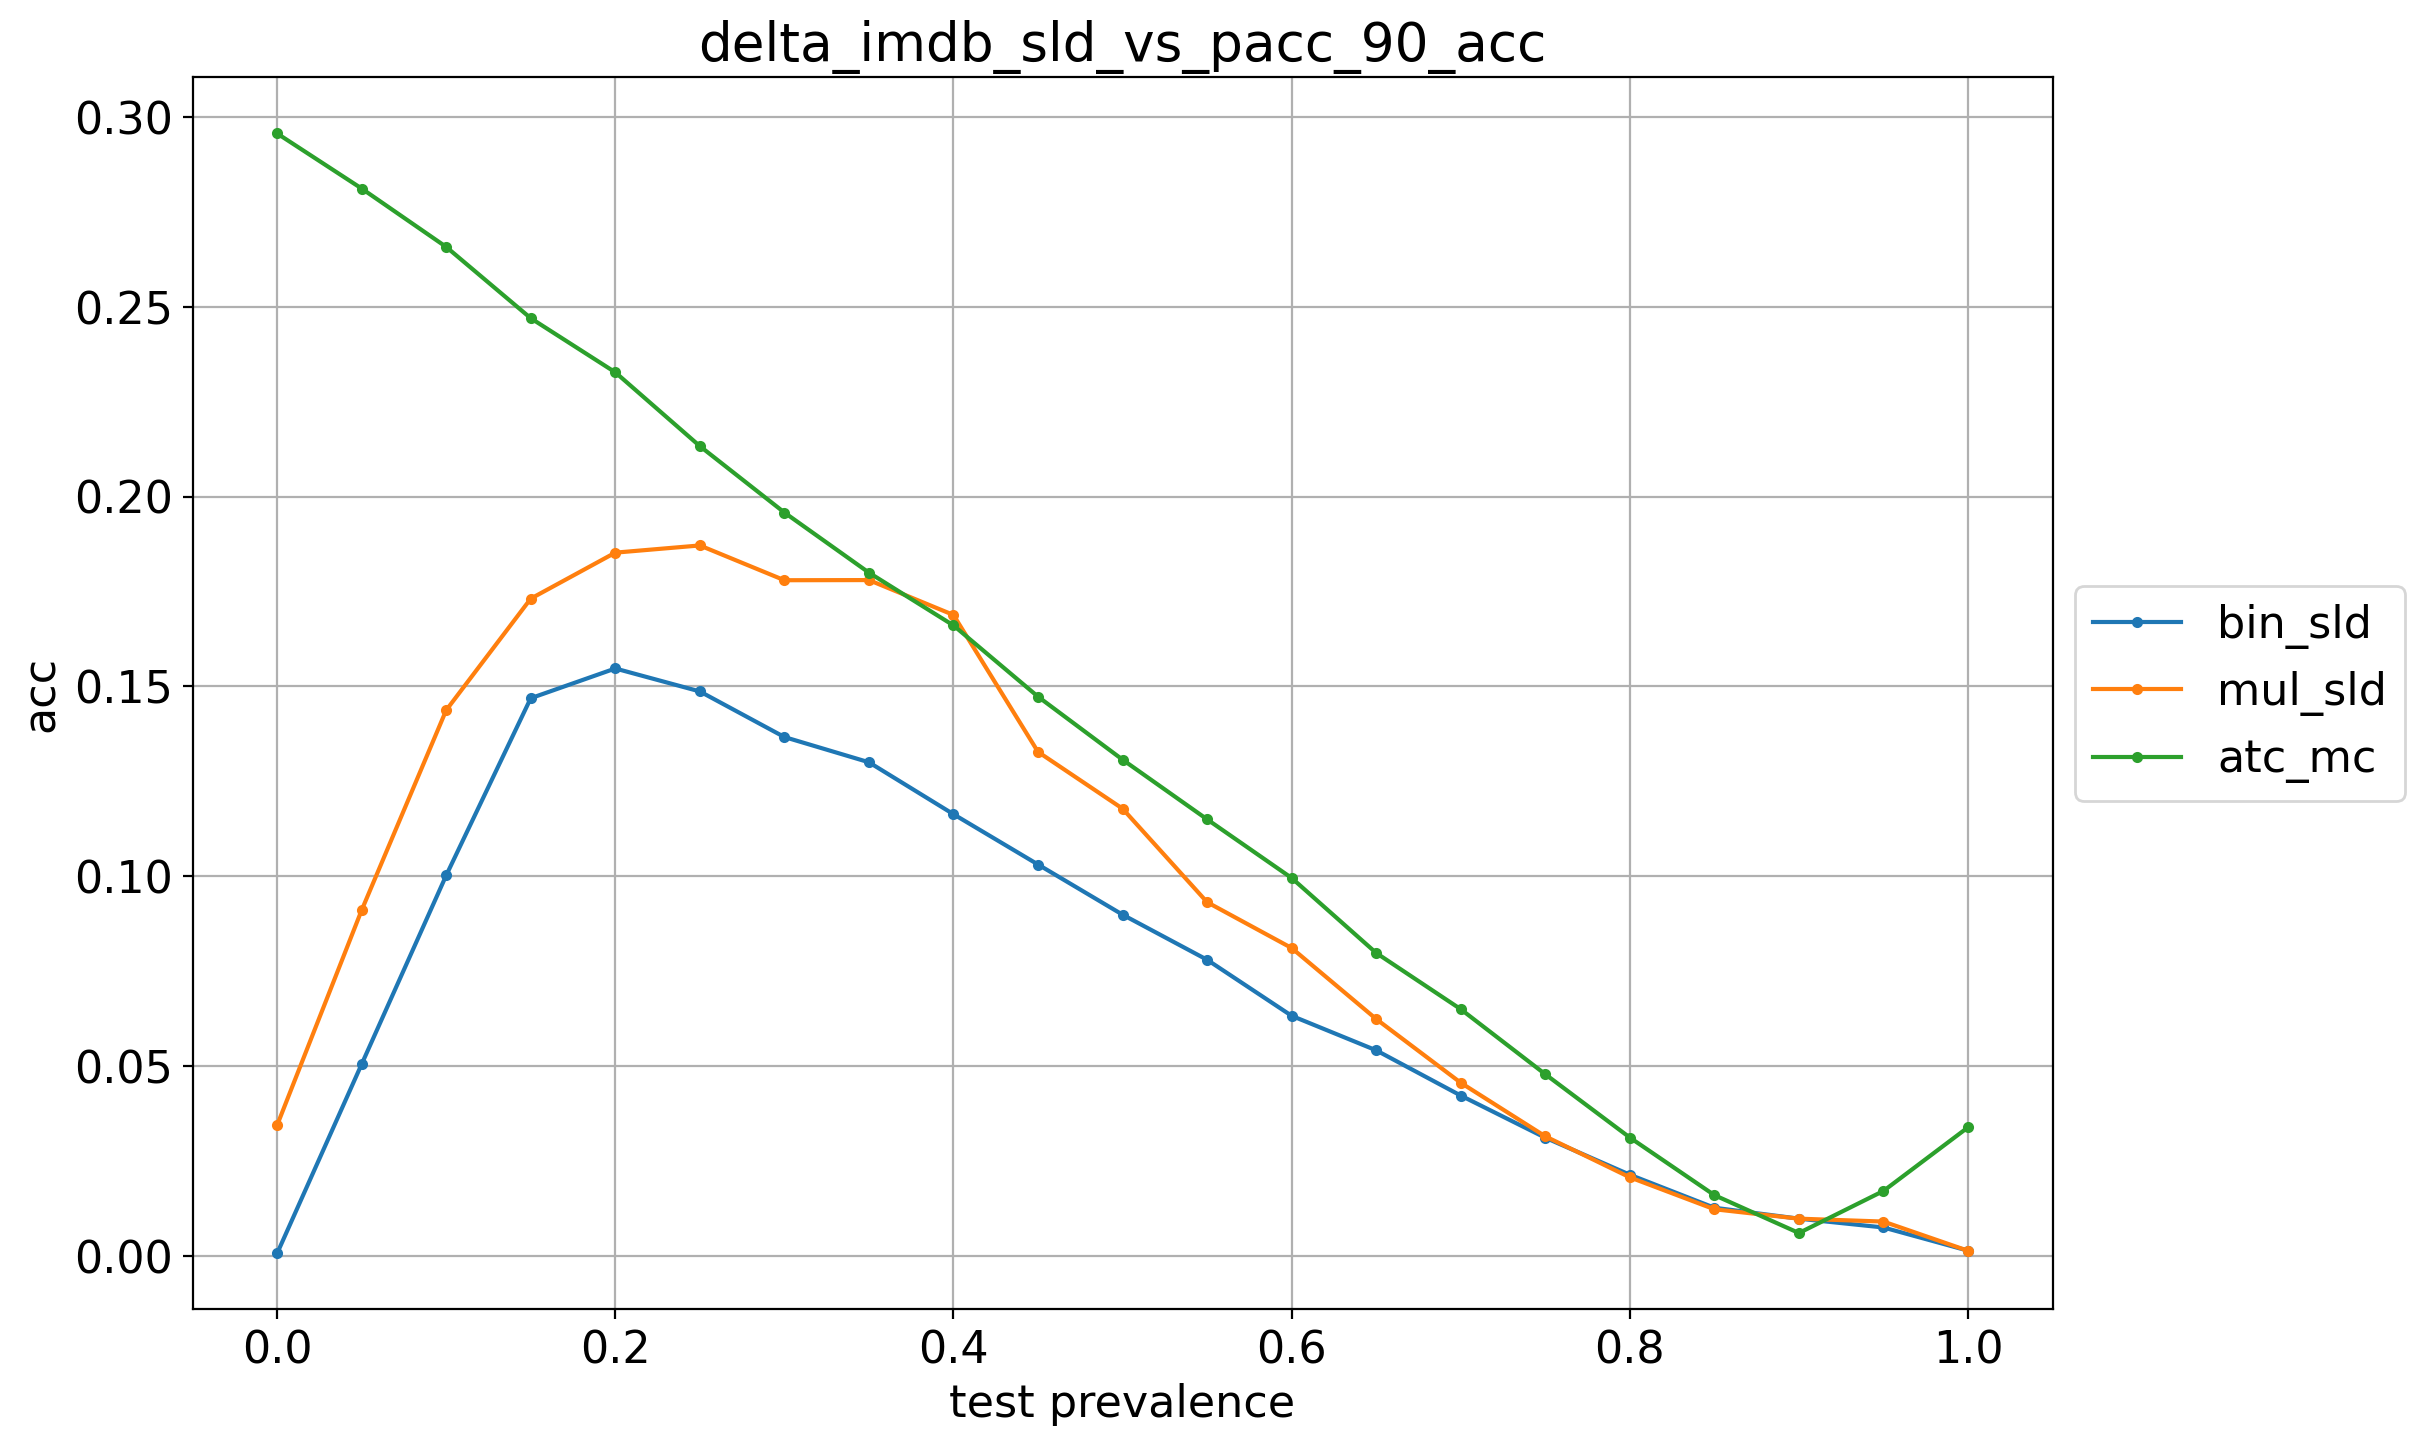 delta_imdb_sld_vs_pacc_90_acc
0.30
0.25
0.20
0.15
0.10
0.05
0.00
acc
0.0 0.2 0.4 0.6 0.8 1.0
test prevalence
bin_sld
mul_sld
atc_mc